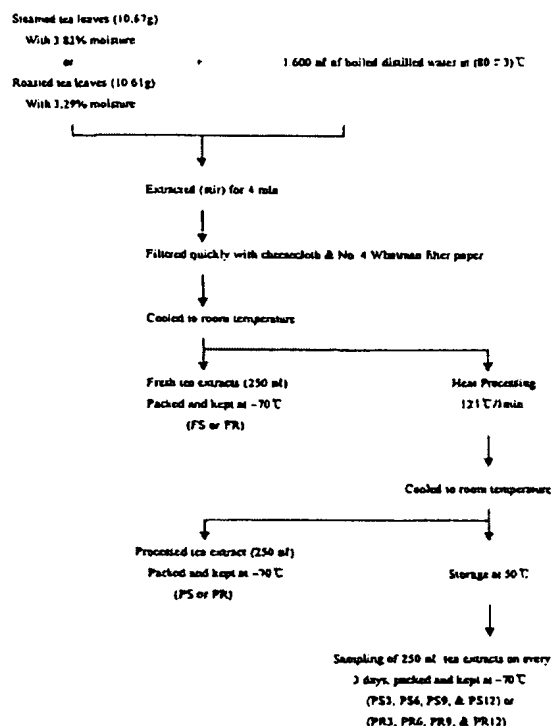 Steamed tea leaves (10.67g)
With 3.82% moisture
or + 1.600 ml of boiled distilled water at (80 ∓ 3)℃
Roasted tea leaves (10.61g)
With 3.29% moisture
Extracted (stir) for 4 min
Filtered quickly with cheesecloth & No. 4 Whatman filter paper
Cooled to room temperature
Fresh tea extracts (250 ml)
Packed and kept at -70℃
(FS or FR)
Heat Processing
121℃/1min
Cooled to room temperature
Processed tea extract (250 ml)
Packed and kept at -70℃
(PS or PR)
Storage at 50℃
Sampling of 250 ml tea extracts on every
3 days, packed and kept at -70℃
(PS3, PS6, PS9, & PS12) or
(PR3, PR6, PR9, & PR12)